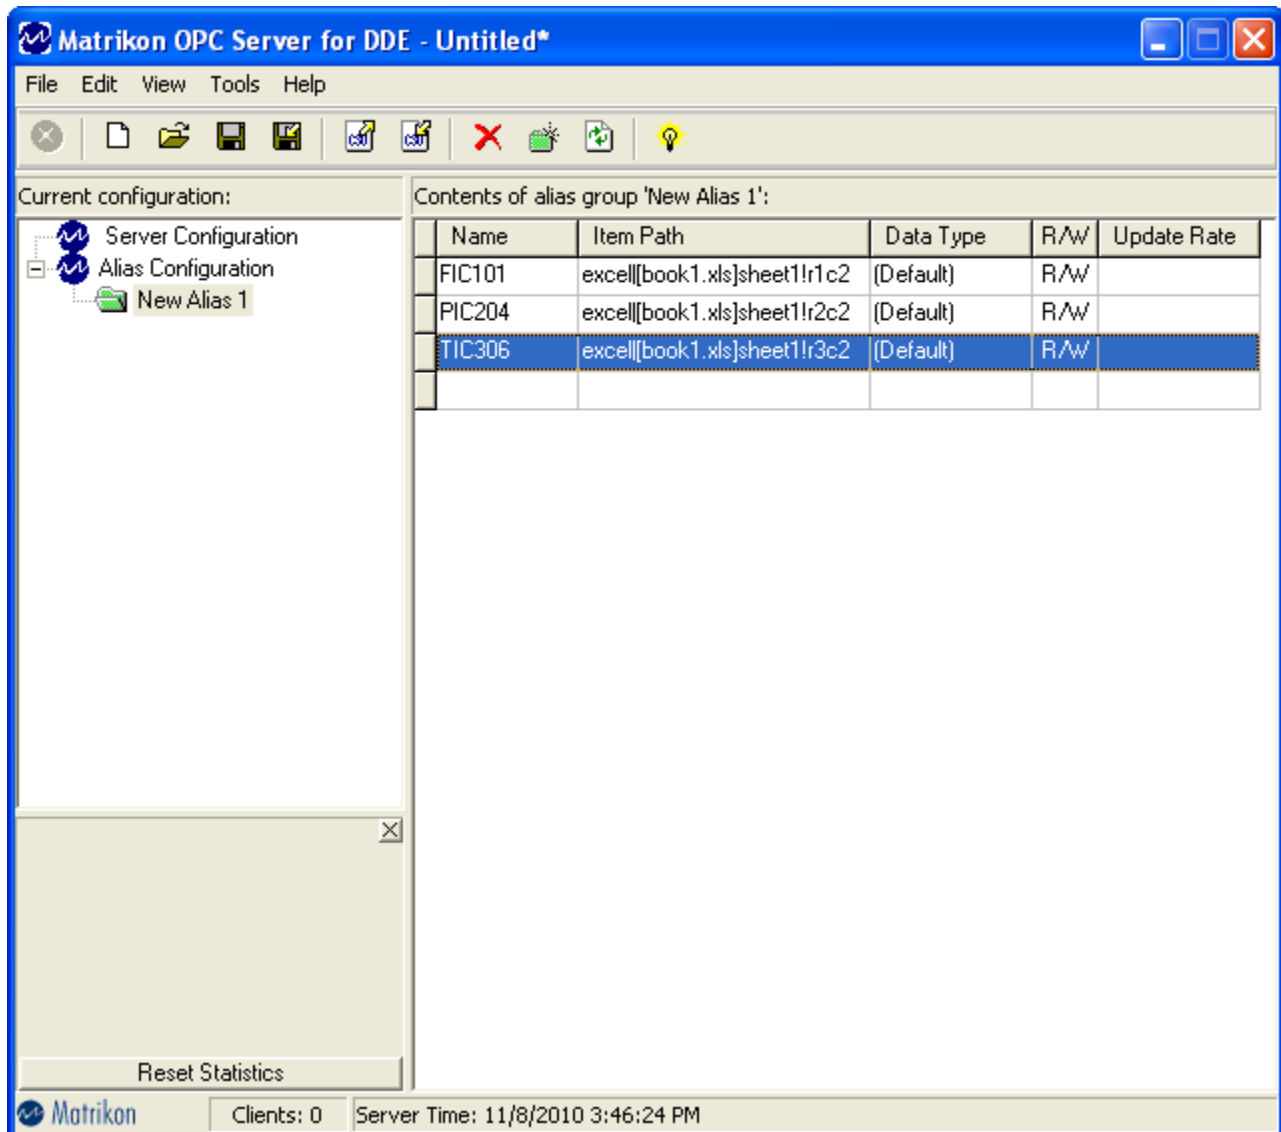 Matrikon OPC Server for DDE - Untitled*
File Edit View Tools Help
Current configuration:
Server Configuration
Alias Configuration
New Alias 1
Contents of alias group 'New Alias 1':
Name Item Path Data Type R/W Update Rate
FIC101 excel|[book1.xls]sheet1!r1c2 (Default) R/W
PIC204 excel|[book1.xls]sheet1!r2c2 (Default) R/W
TIC306 excel|[book1.xls]sheet1!r3c2 (Default) R/W
Reset Statistics
Matrikon Clients: 0 Server Time: 11/8/2010 3:46:24 PM